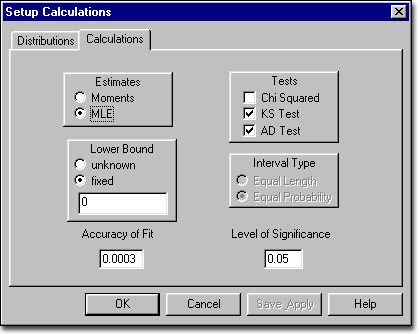 Setup Calculations
Distributions
Calculations
Estimates
Moments
MLE
Tests
Chi Squared
KS Test
AD Test
Lower Bound
unknown
fixed
0
Interval Type
Equal Length
Equal Probability
Accuracy of Fit
0.0003
Level of Significance
0.05
OK
Cancel
Save_Apply
Help